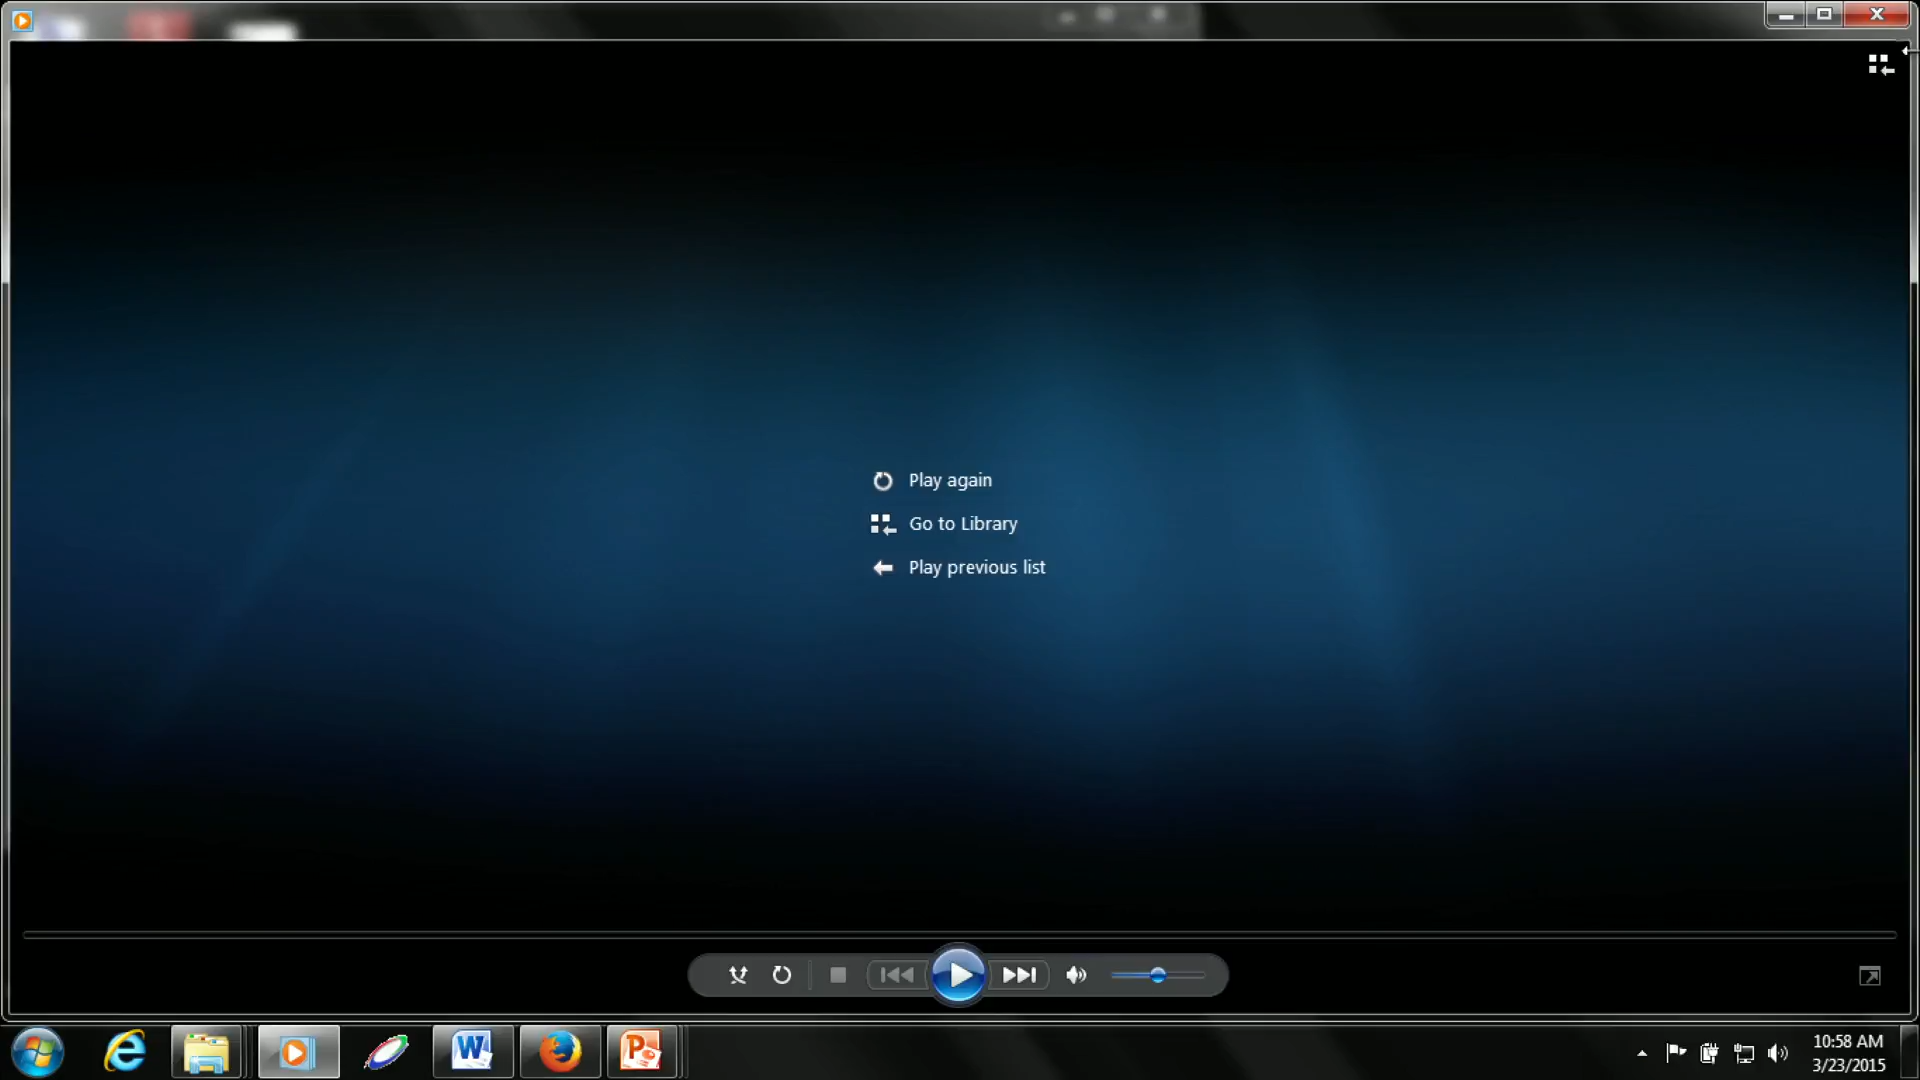 Play again
Go to Library
Play previous list
10:58 AM
3/23/2015